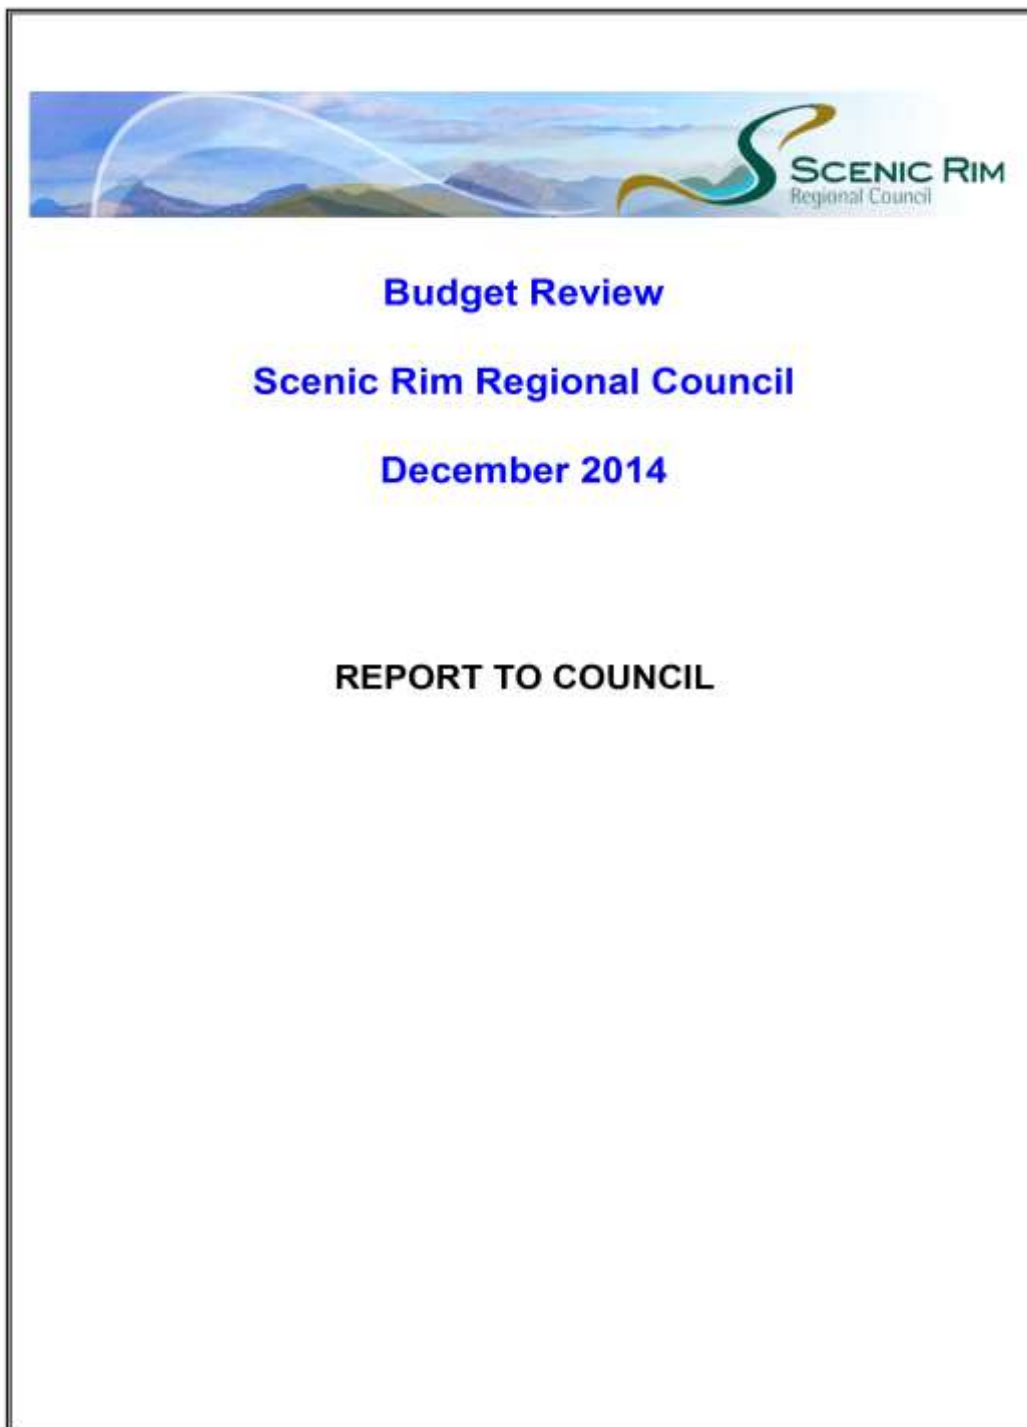 SCENIC RIM
Regional Council
Budget Review
Scenic Rim Regional Council
December 2014
REPORT TO COUNCIL